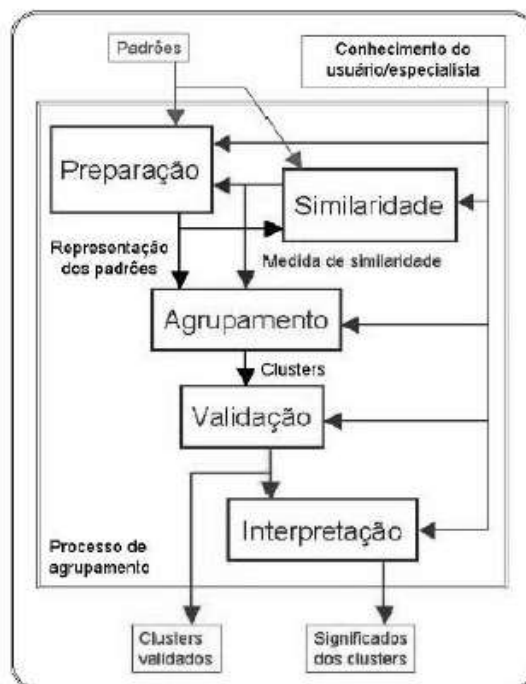 Padrões
Conhecimento do
usuário/especialista
Preparação
Similaridade
Representação
dos padrões
Medida de similaridade
Agrupamento
Clusters
Validação
Interpretação
Processo de
agrupamento
Clusters
validados
Significados
dos clusters